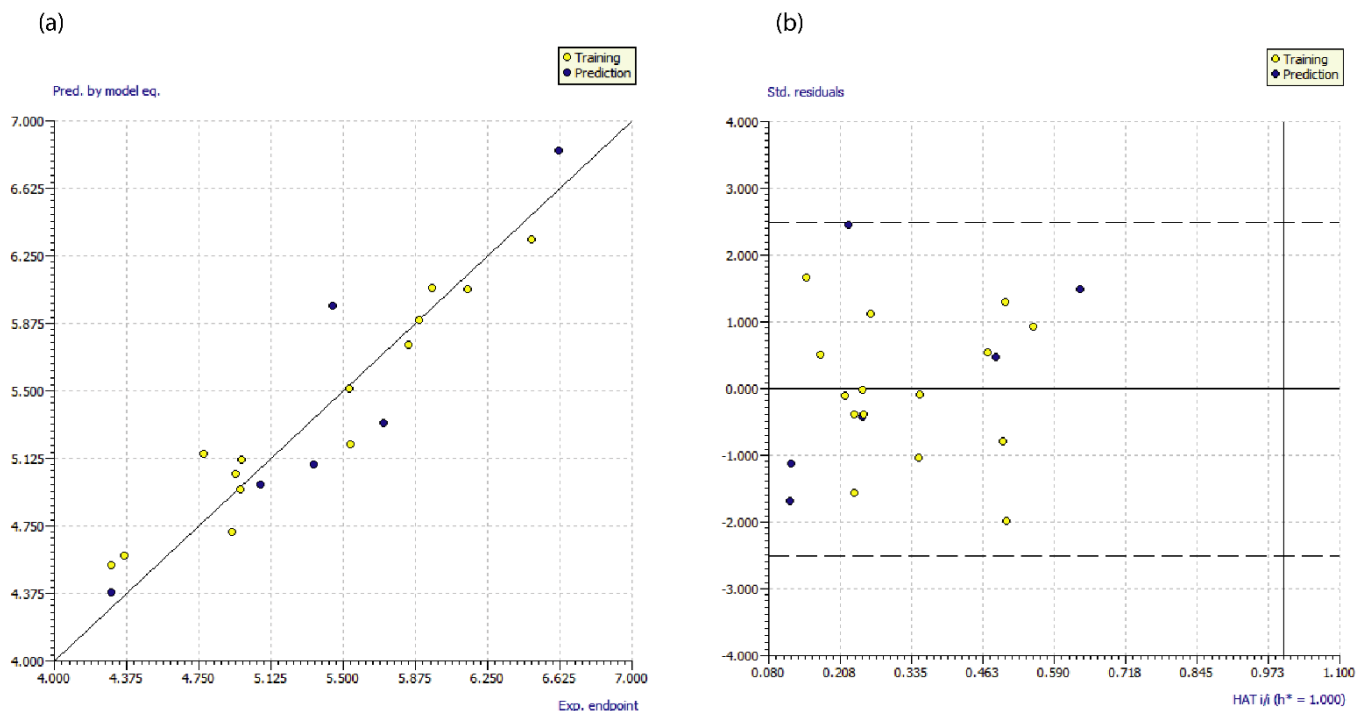 (a)
Training
Prediction
Pred. by model eq.
7.000
6.625
6.250
5.875
5.500
5.125
4.750
4.375
4.000
4.000 4.375 4.750 5.125 5.500 5.875 6.250 6.625 7.000
Exp. endpoint
(b)
Training
Prediction
Std. residuals
4.000
3.000
2.000
1.000
0.000
-1.000
-2.000
-3.000
-4.000
0.080 0.208 0.335 0.463 0.590 0.718 0.845 0.973 1.100
HAT i/i (h* = 1.000)